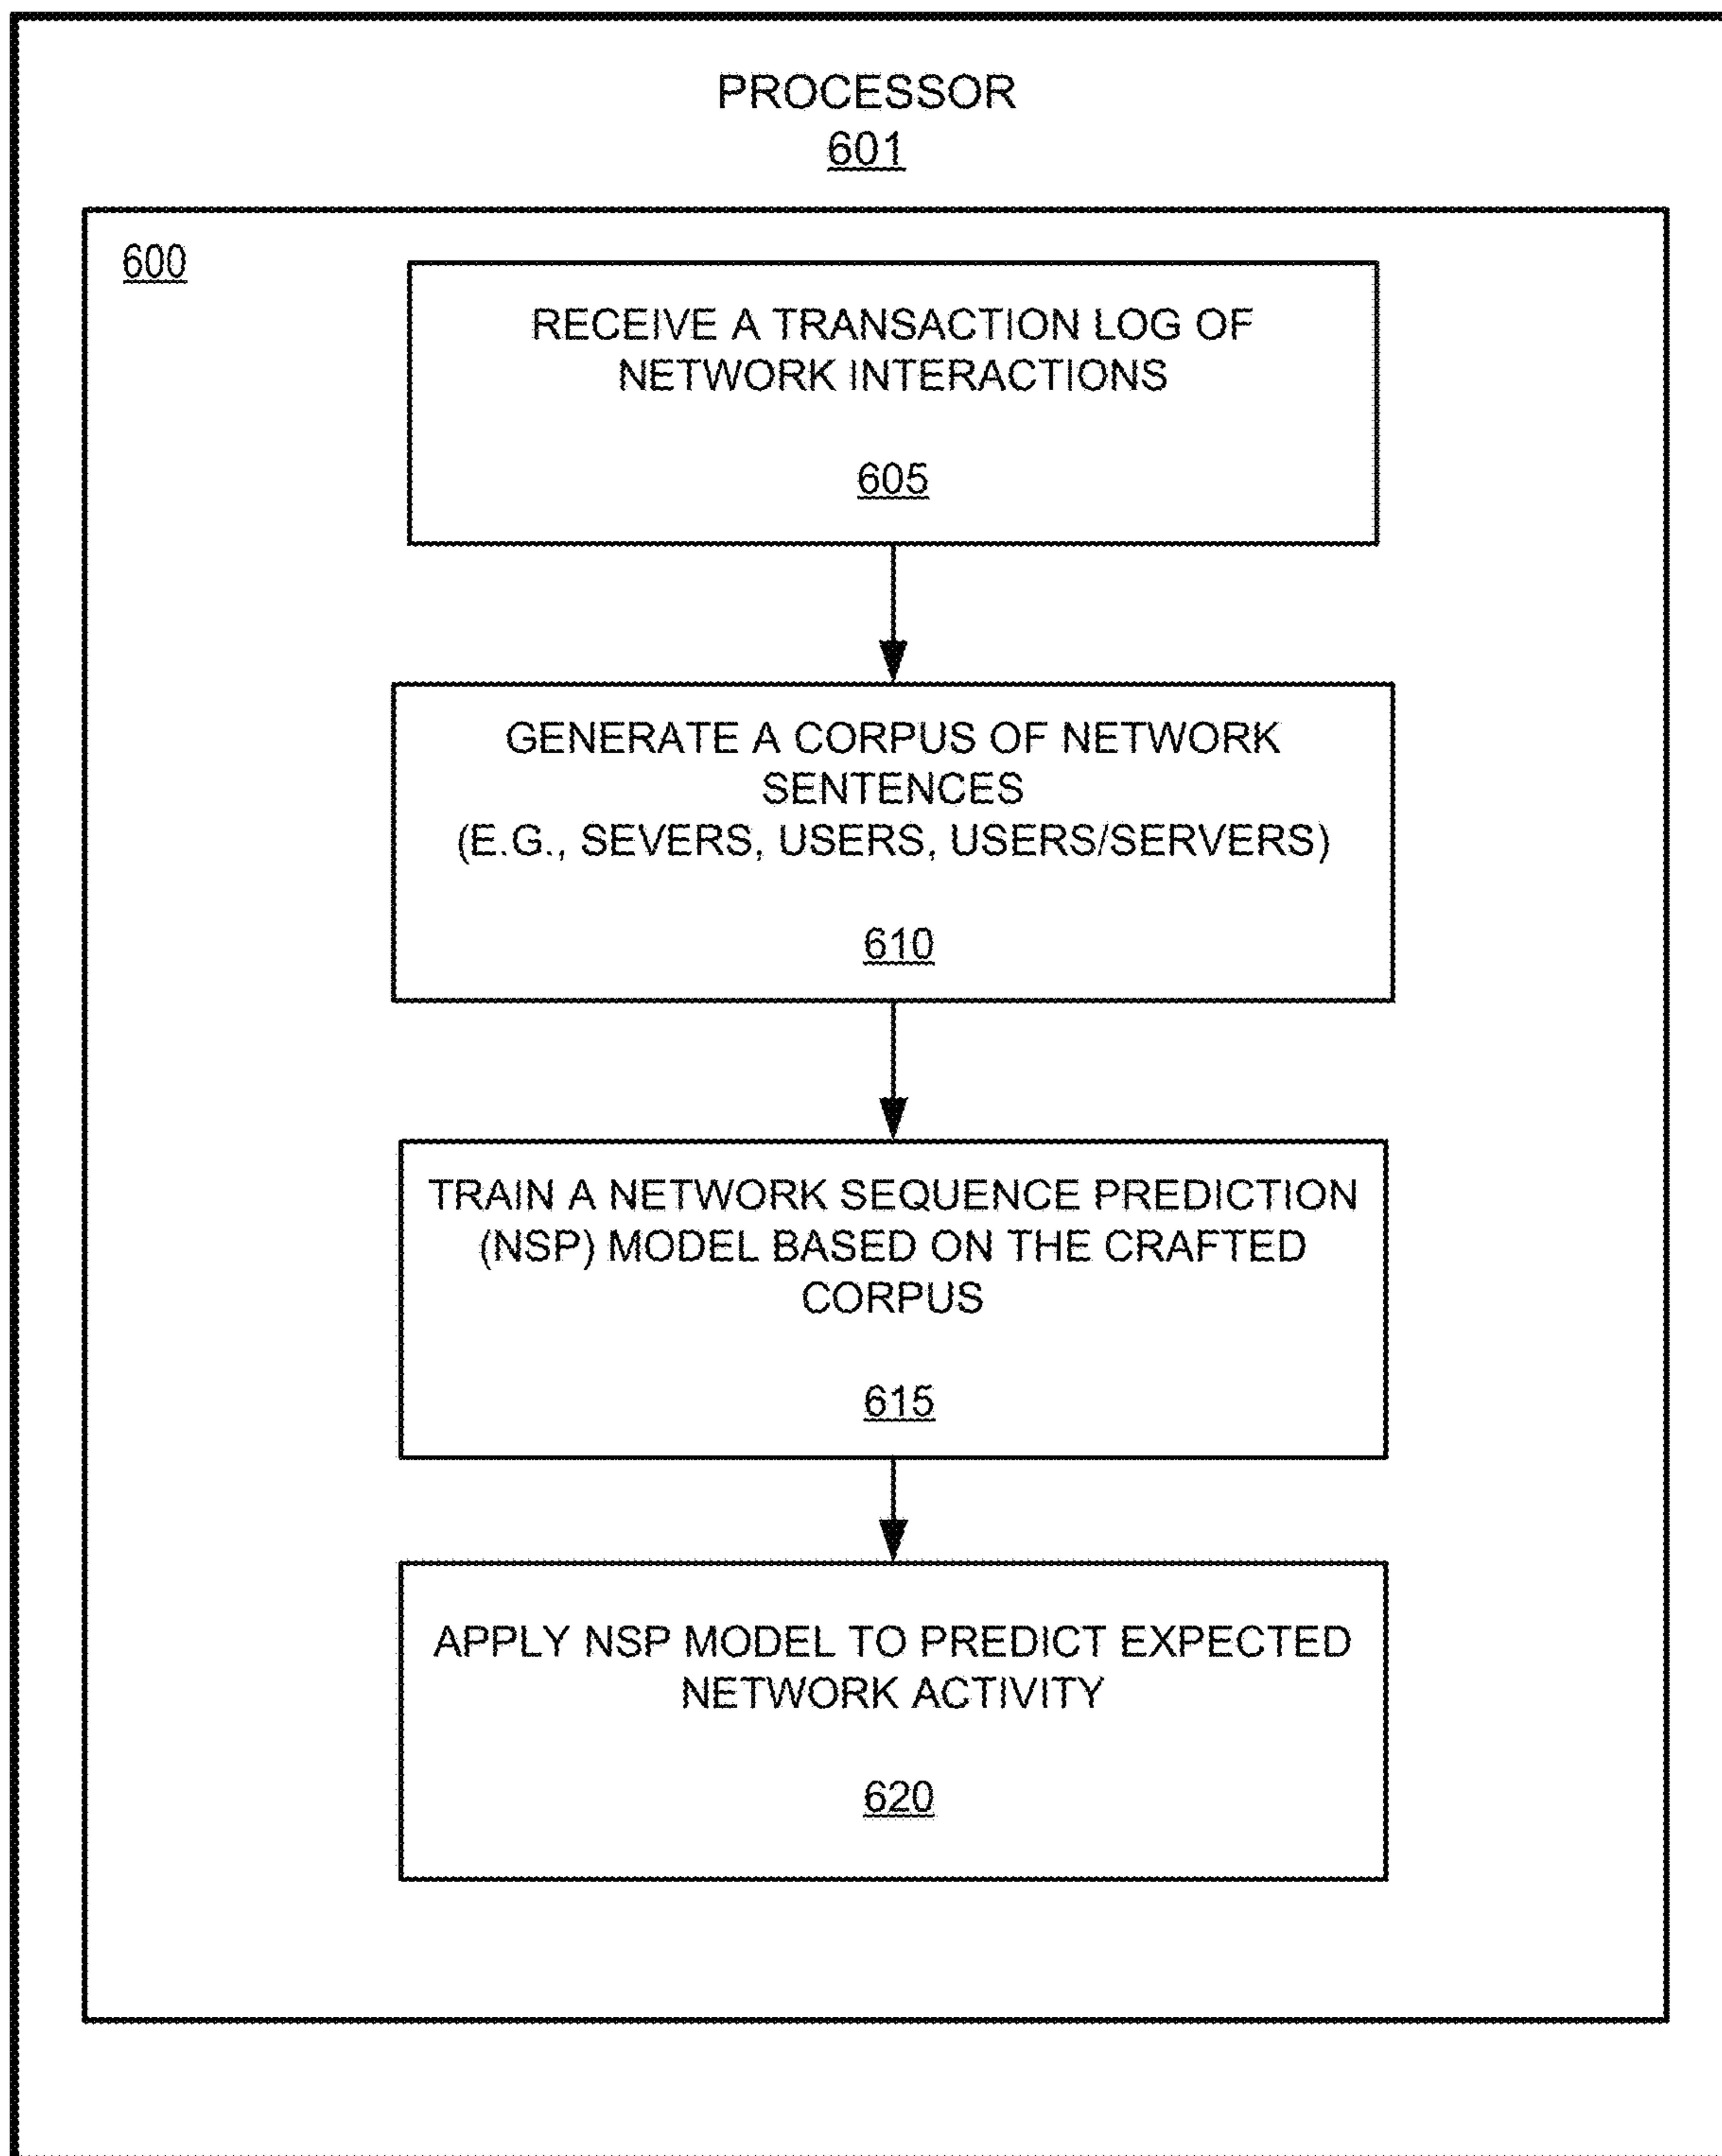 PROCESSOR
601
600
RECEIVE A TRANSACTION LOG OF
NETWORK INTERACTIONS
605
GENERATE A CORPUS OF NETWORK
SENTENCES
(E.G., SEVERS, USERS, USERS/SERVERS)
610
TRAIN A NETWORK SEQUENCE PREDICTION
(NSP) MODEL BASED ON THE CRAFTED
CORPUS
615
APPLY NSP MODEL TO PREDICT EXPECTED
NETWORK ACTIVITY
620